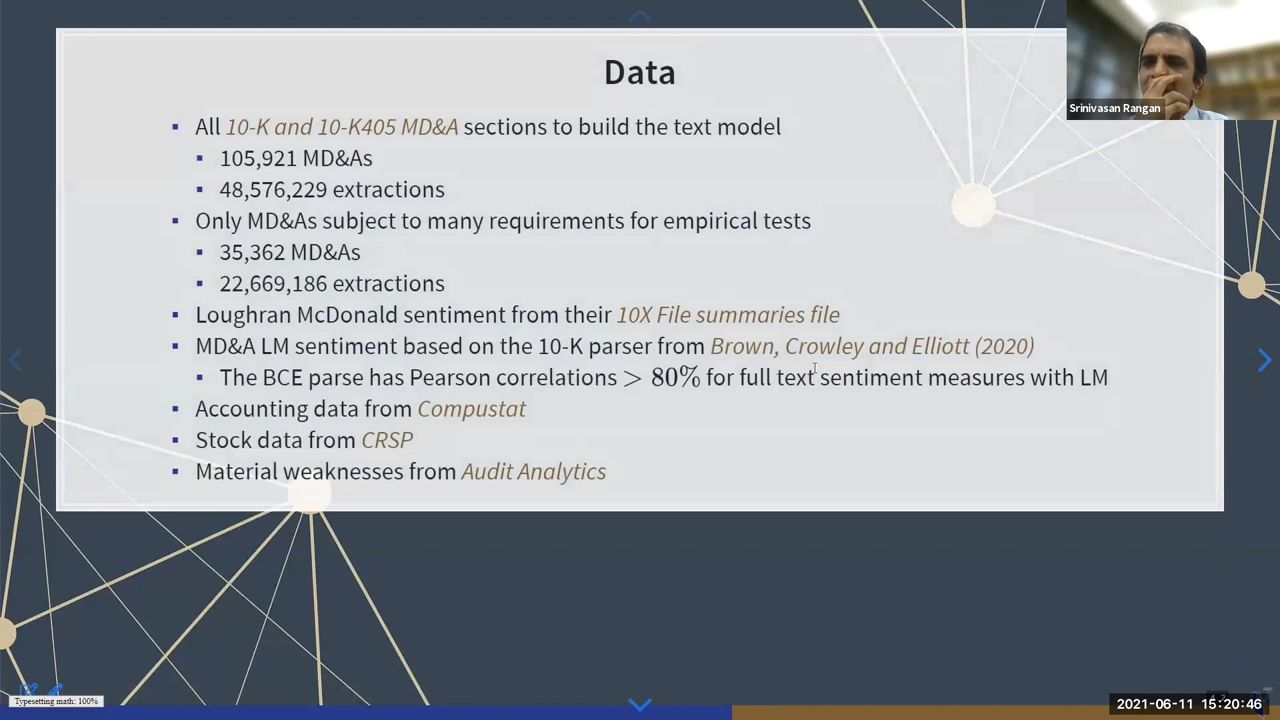 Data
All 10-K and 10-K405 MD&A sections to build the text model
105,921 MD&As
48,576,229 extractions
Only MD&As subject to many requirements for empirical tests
35,362 MD&As
22,669,186 extractions
Loughran McDonald sentiment from their 10X File summaries file
MD&A LM sentiment based on the 10-K parser from Brown, Crowley and Elliott (2020)
The BCE parse has Pearson correlations > 80% for full text sentiment measures with LM
Accounting data from Compustat
Stock data from CRSP
Material weaknesses from Audit Analytics
Srinivasan Rangan
Typesetting math: 100%
2021-06-11 15:20:46